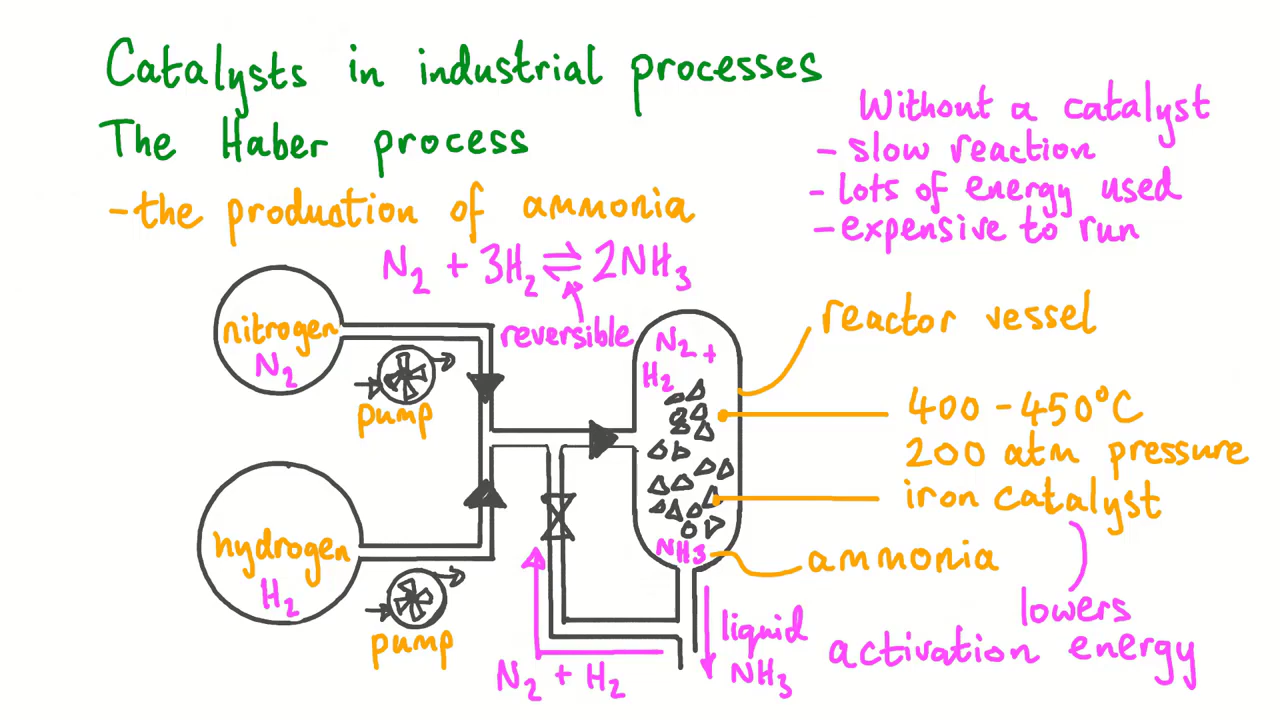 Catalysts in industrial processes
The Haber process
-the production of ammonia
N₂ + 3H₂ ⇌ 2NH₃
reversible
Without a catalyst
- slow reaction
- lots of energy used
- expensive to run
nitrogen
N₂
pump
hydrogen
H₂
pump
N₂ +
H₂
NH₃
reactor vessel
400 - 450°C
200 atm pressure
iron catalyst
ammonia
lowers
activation energy
liquid
NH₃
N₂ + H₂